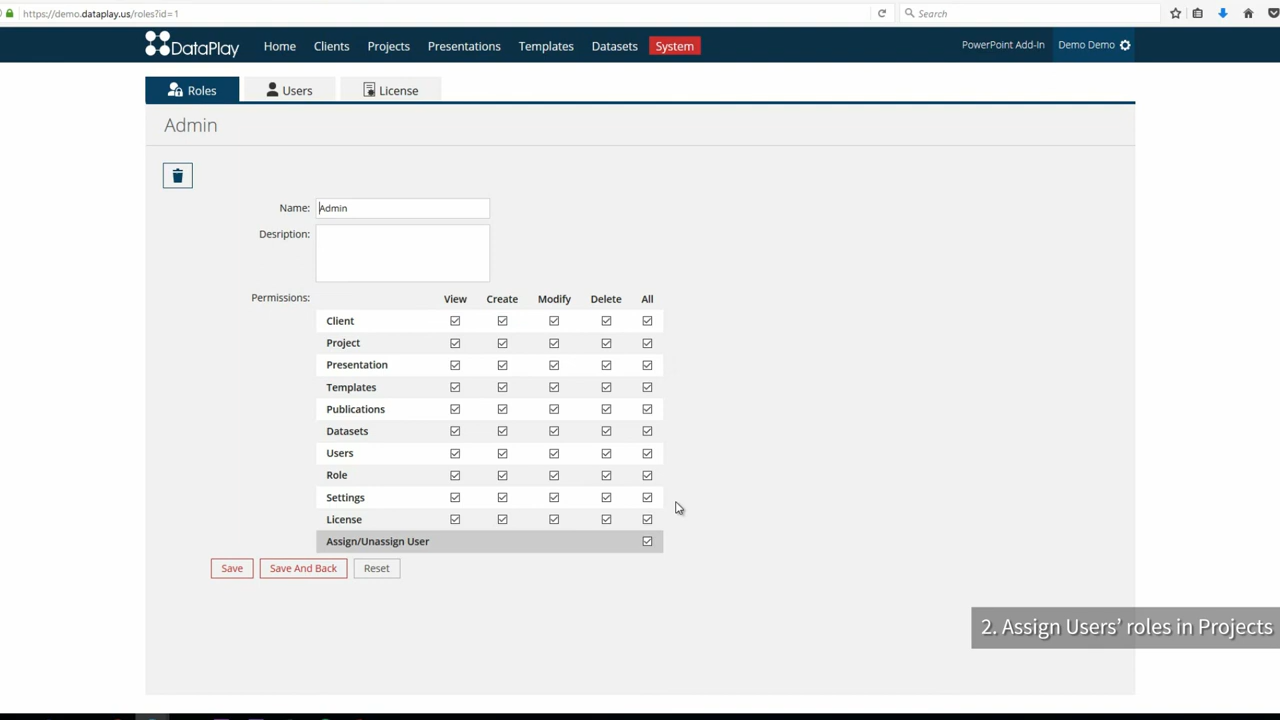 https://demo.dataplay.us/roles?id=1
Search
DataPlay Home Clients Projects Presentations Templates Datasets System PowerPoint Add-In Demo Demo
Roles Users License
Admin
Name: Admin
Desription:
Permissions: View Create Modify Delete All
Client
Project
Presentation
Templates
Publications
Datasets
Users
Role
Settings
License
Assign/Unassign User
Save Save And Back Reset
2. Assign Users' roles in Projects